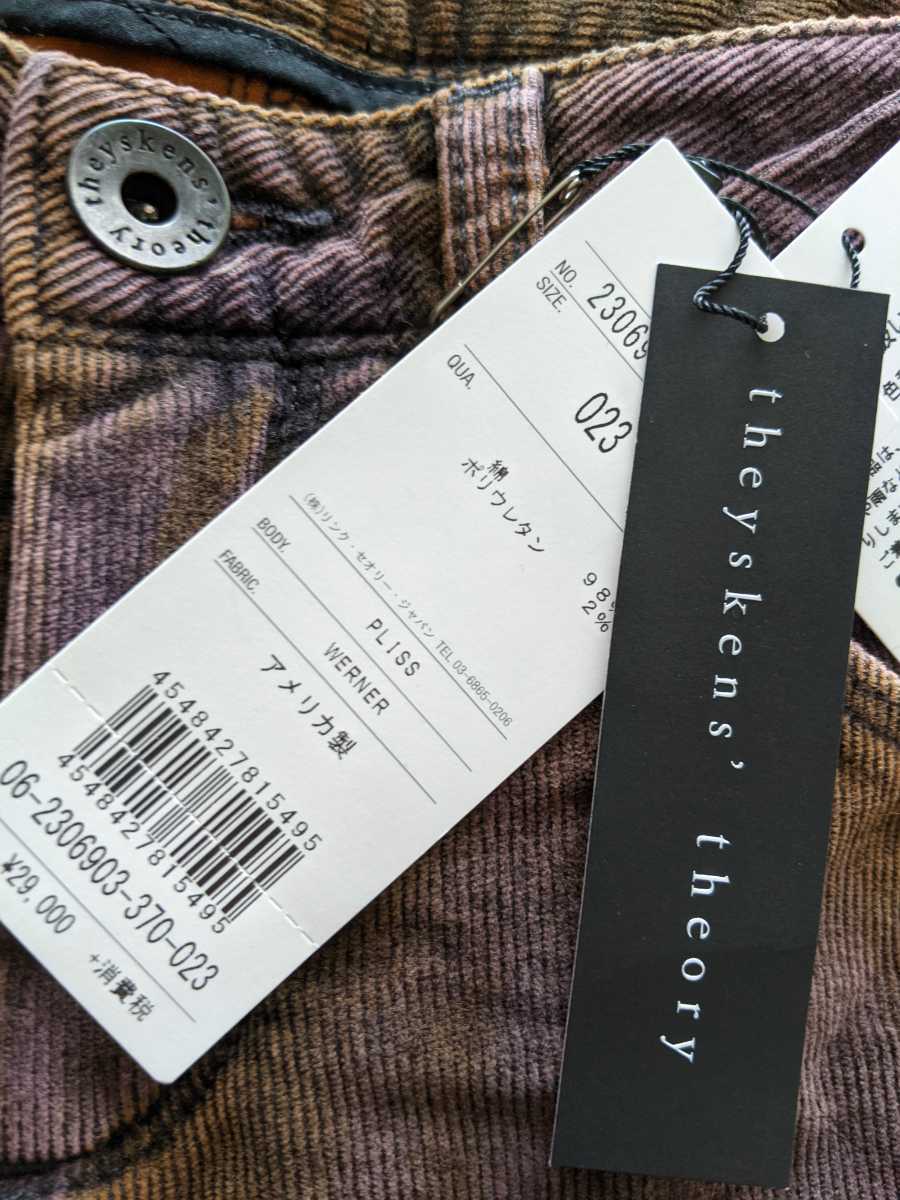 theyskens' theory
NO. 23069
SIZE.
023
QUA.
綿 98%
ポリウレタン 2%
(株)リンク・セオリー・ジャパン TEL 03-6865-0206
BODY. PLISS
FABRIC. WERNER
アメリカ製
4548427815495
4548427815495
06-2306903-370-023
¥29,000
+消費税
theyskens' theory